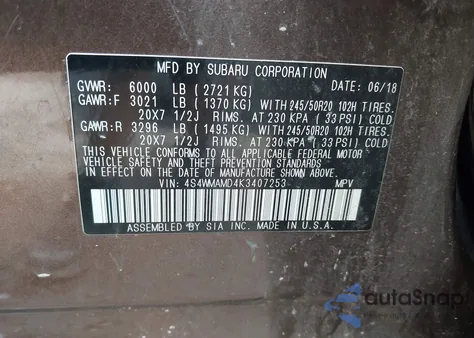 MFD BY SUBARU CORPORATION DATE: 06/18
GVWR: 6000 LB (2721 KG)
GAWR:F 3021 LB (1370 KG) WITH 245/50R20 102H TIRES.
20X7 1/2J RIMS. AT 230 KPA (33 PSI) COLD
GAWR:R 3296 LB (1495 KG) WITH 245/50R20 102H TIRES.
20X7 1/2J RIMS. AT 230 KPA (33 PSI) COLD
THIS VEHICLE CONFORMS TO ALL APPLICABLE FEDERAL MOTOR
VEHICLE SAFETY AND THEFT PREVENTION STANDARDS
IN EFFECT ON THE DATE OF MANUFACTURE SHOWN ABOVE.
VIN: 4S4WMAMD4K3407253 MPV
ASSEMBLED BY SIA INC. MADE IN U.S.A.
autoSnap